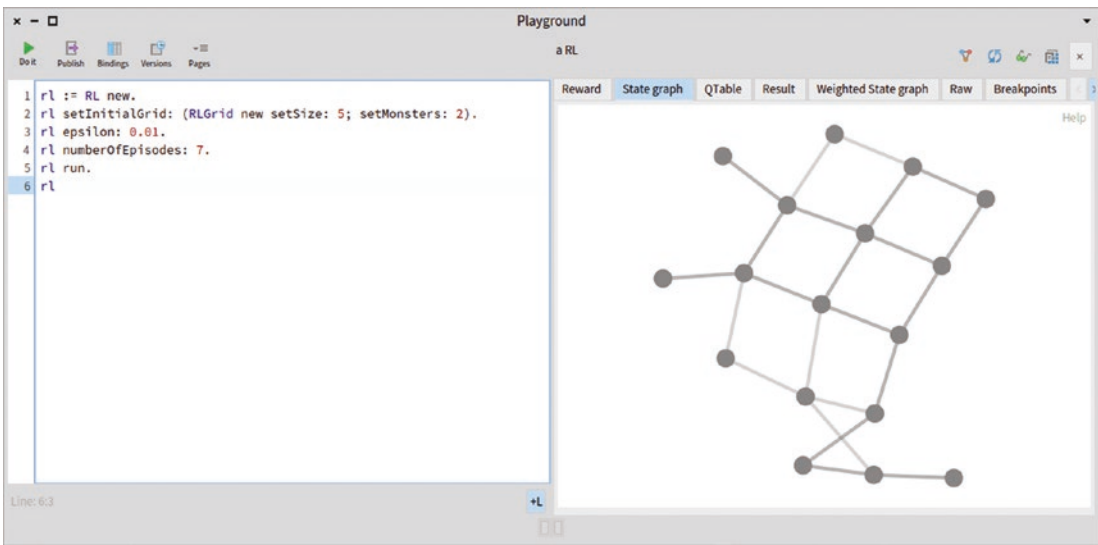 Playground
Do it Publish Bindings Versions Pages
a RL
1 rl := RL new.
2 rl setInitialGrid: (RLGrid new setSize: 5; setMonsters: 2).
3 rl epsilon: 0.01.
4 rl numberOfEpisodes: 7.
5 rl run.
6 rl
Reward State graph QTable Result Weighted State graph Raw Breakpoints
Help
Line: 6:3
+L